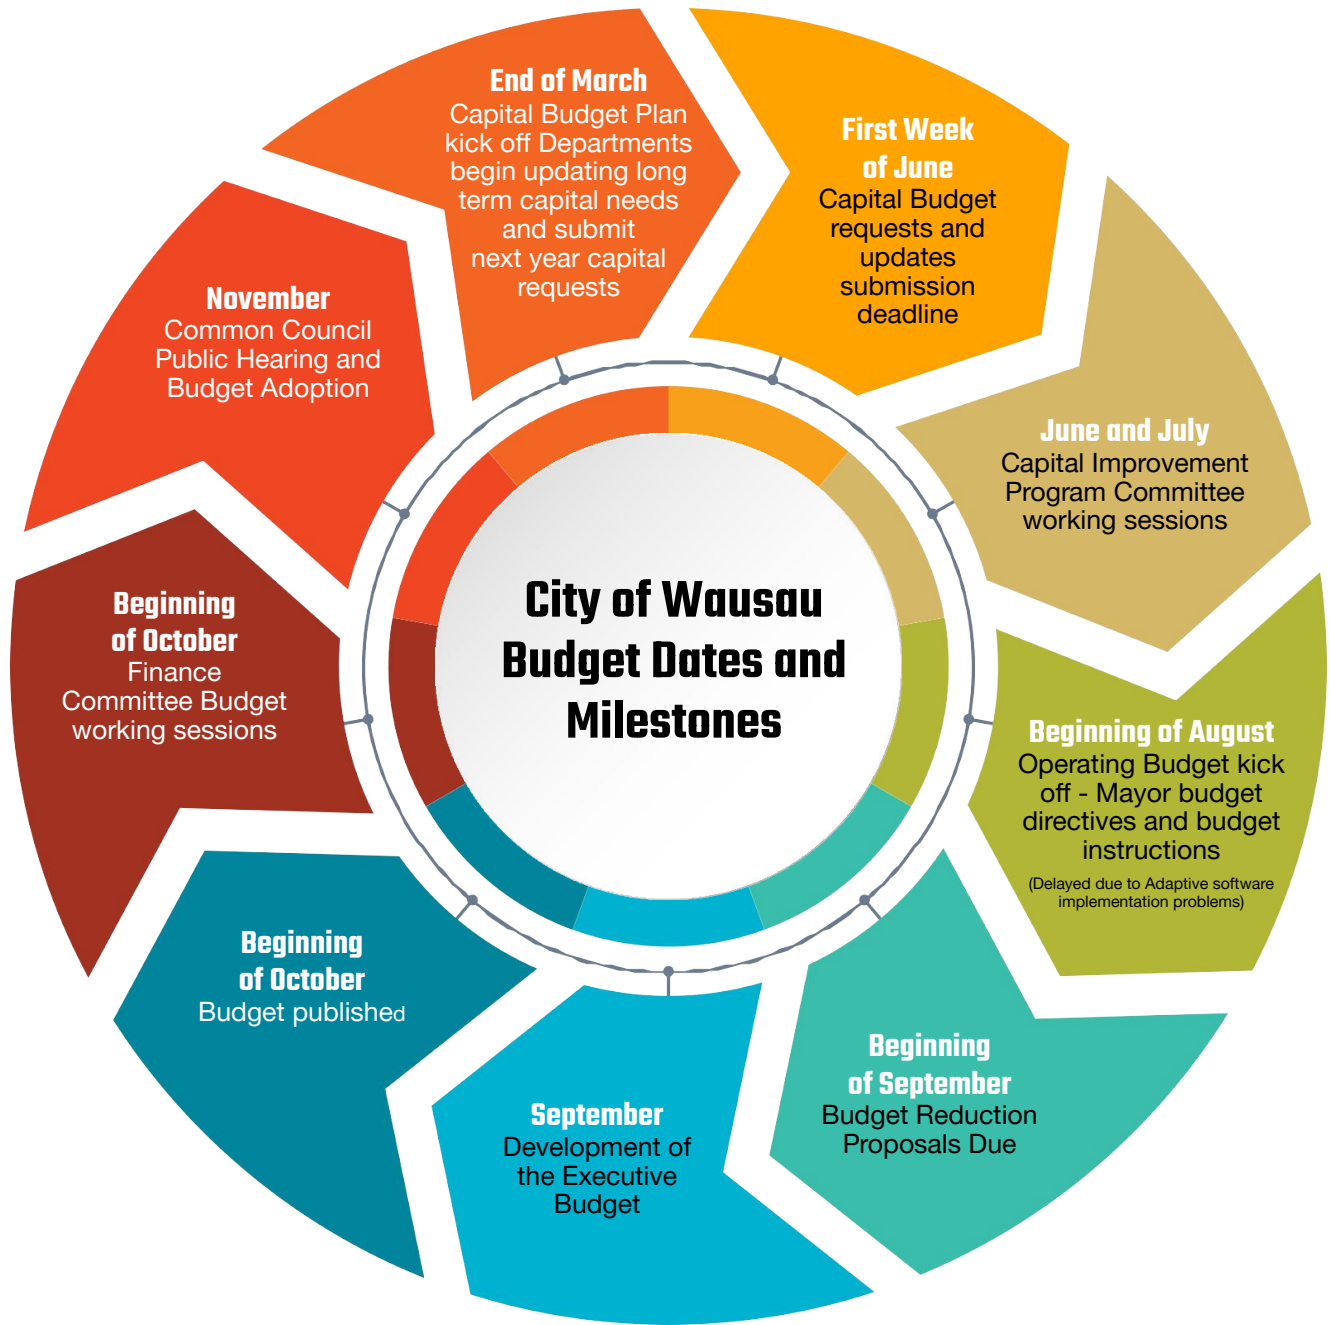 End of March
Capital Budget Plan
kick off Departments
begin updating long
term capital needs
and submit
next year capital
requests
First Week
of June
Capital Budget
requests and
updates
submission
deadline
June and July
Capital Improvement
Program Committee
working sessions
Beginning of August
Operating Budget kick
off - Mayor budget
directives and budget
instructions
(Delayed due to Adaptive software
implementation problems)
Beginning
of September
Budget Reduction
Proposals Due
September
Development of
the Executive
Budget
Beginning
of October
Budget published
Beginning
of October
Finance
Committee Budget
working sessions
November
Common Council
Public Hearing and
Budget Adoption
City of Wausau
Budget Dates and
Milestones